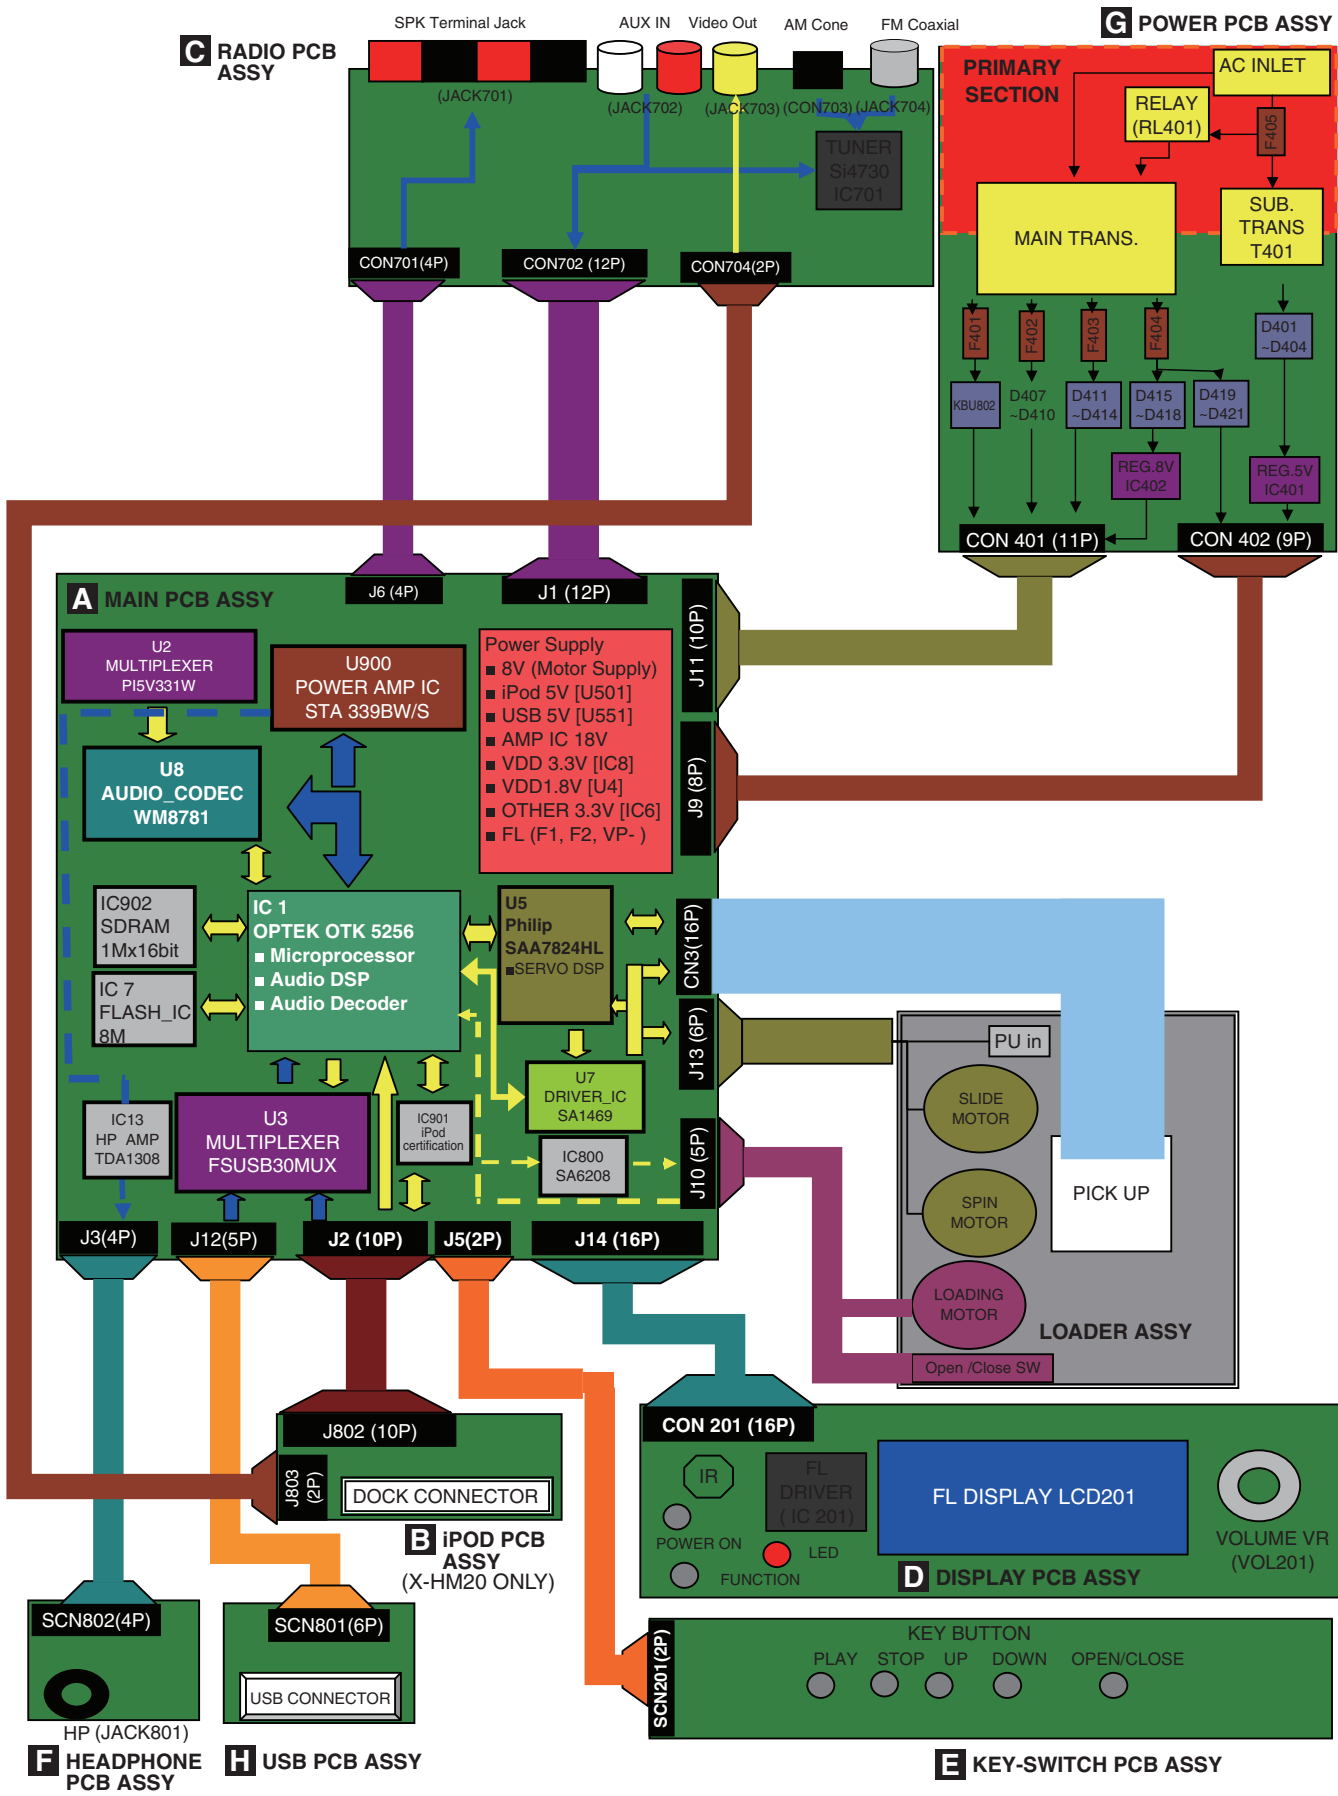 SPK Terminal Jack
AUX IN
Video Out
AM Cone
FM Coaxial
C RADIO PCB
ASSY
(JACK701)
(JACK702)
(JACK703)
(CON703)
(JACK704)
TUNER
Si4730
IC701
CON701(4P)
CON702 (12P)
CON704(2P)
G POWER PCB ASSY
PRIMARY
SECTION
AC INLET
RELAY
(RL401)
F405
MAIN TRANS.
SUB.
TRANS
T401
F401
F402
F403
F404
D401
~D404
KBU802
D407
~D410
D411
~D414
D415
~D418
D419
~D421
REG.8V
IC402
REG.5V
IC401
CON 401 (11P)
CON 402 (9P)
A MAIN PCB ASSY
J6 (4P)
J1 (12P)
J11 (10P)
J9 (8P)
U2
MULTIPLEXER
PI5V331W
U900
POWER AMP IC
STA 339BW/S
Power Supply
■ 8V (Motor Supply)
■ iPod 5V [U501]
■ USB 5V [U551]
■ AMP IC 18V
■ VDD 3.3V [IC8]
■ VDD1.8V [U4]
■ OTHER 3.3V [IC6]
■ FL (F1, F2, VP- )
U8
AUDIO_CODEC
WM8781
IC902
SDRAM
1Mx16bit
IC 7
FLASH_IC
8M
IC 1
OPTEK OTK 5256
■ Microprocessor
■ Audio DSP
■ Audio Decoder
U5
Philip
SAA7824HL
■SERVO DSP
CN3(16P)
J13 (6P)
J10 (5P)
U7
DRIVER_IC
SA1469
IC800
SA6208
IC13
HP AMP
TDA1308
U3
MULTIPLEXER
FSUSB30MUX
IC901
iPod
certification
J3(4P)
J12(5P)
J2 (10P)
J5(2P)
J14 (16P)
PU in
SLIDE
MOTOR
SPIN
MOTOR
PICK UP
LOADING
MOTOR
LOADER ASSY
Open /Close SW
J802 (10P)
J803
(2P)
DOCK CONNECTOR
B iPOD PCB
ASSY
(X-HM20 ONLY)
CON 201 (16P)
IR
FL
DRIVER
( IC 201)
FL DISPLAY LCD201
POWER ON
LED
FUNCTION
VOLUME VR
(VOL201)
D DISPLAY PCB ASSY
SCN802(4P)
HP (JACK801)
F HEADPHONE
PCB ASSY
SCN801(6P)
USB CONNECTOR
H USB PCB ASSY
SCN201(2P)
KEY BUTTON
PLAY
STOP
UP
DOWN
OPEN/CLOSE
E KEY-SWITCH PCB ASSY